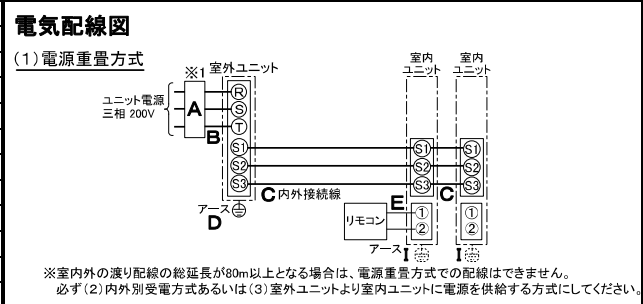 電気配線図
(1)電源重畳方式
※1
室外ユニット
室内
ユニット
室内
ユニット
ユニット電源
三相 200V
A
B
R
S
T
S1
S2
S3
S1
S2
S3
S1
S2
S3
C 内外接続線
C
アース
D
E
リモコン
①
②
①
②
アース
I
I
※室内外の渡り配線の総延長が80m以上となる場合は、電源重畳方式での配線はできません。
必ず(2)内外別受電方式あるいは(3)室外ユニットより室内ユニットに電源を供給する方式にしてください。